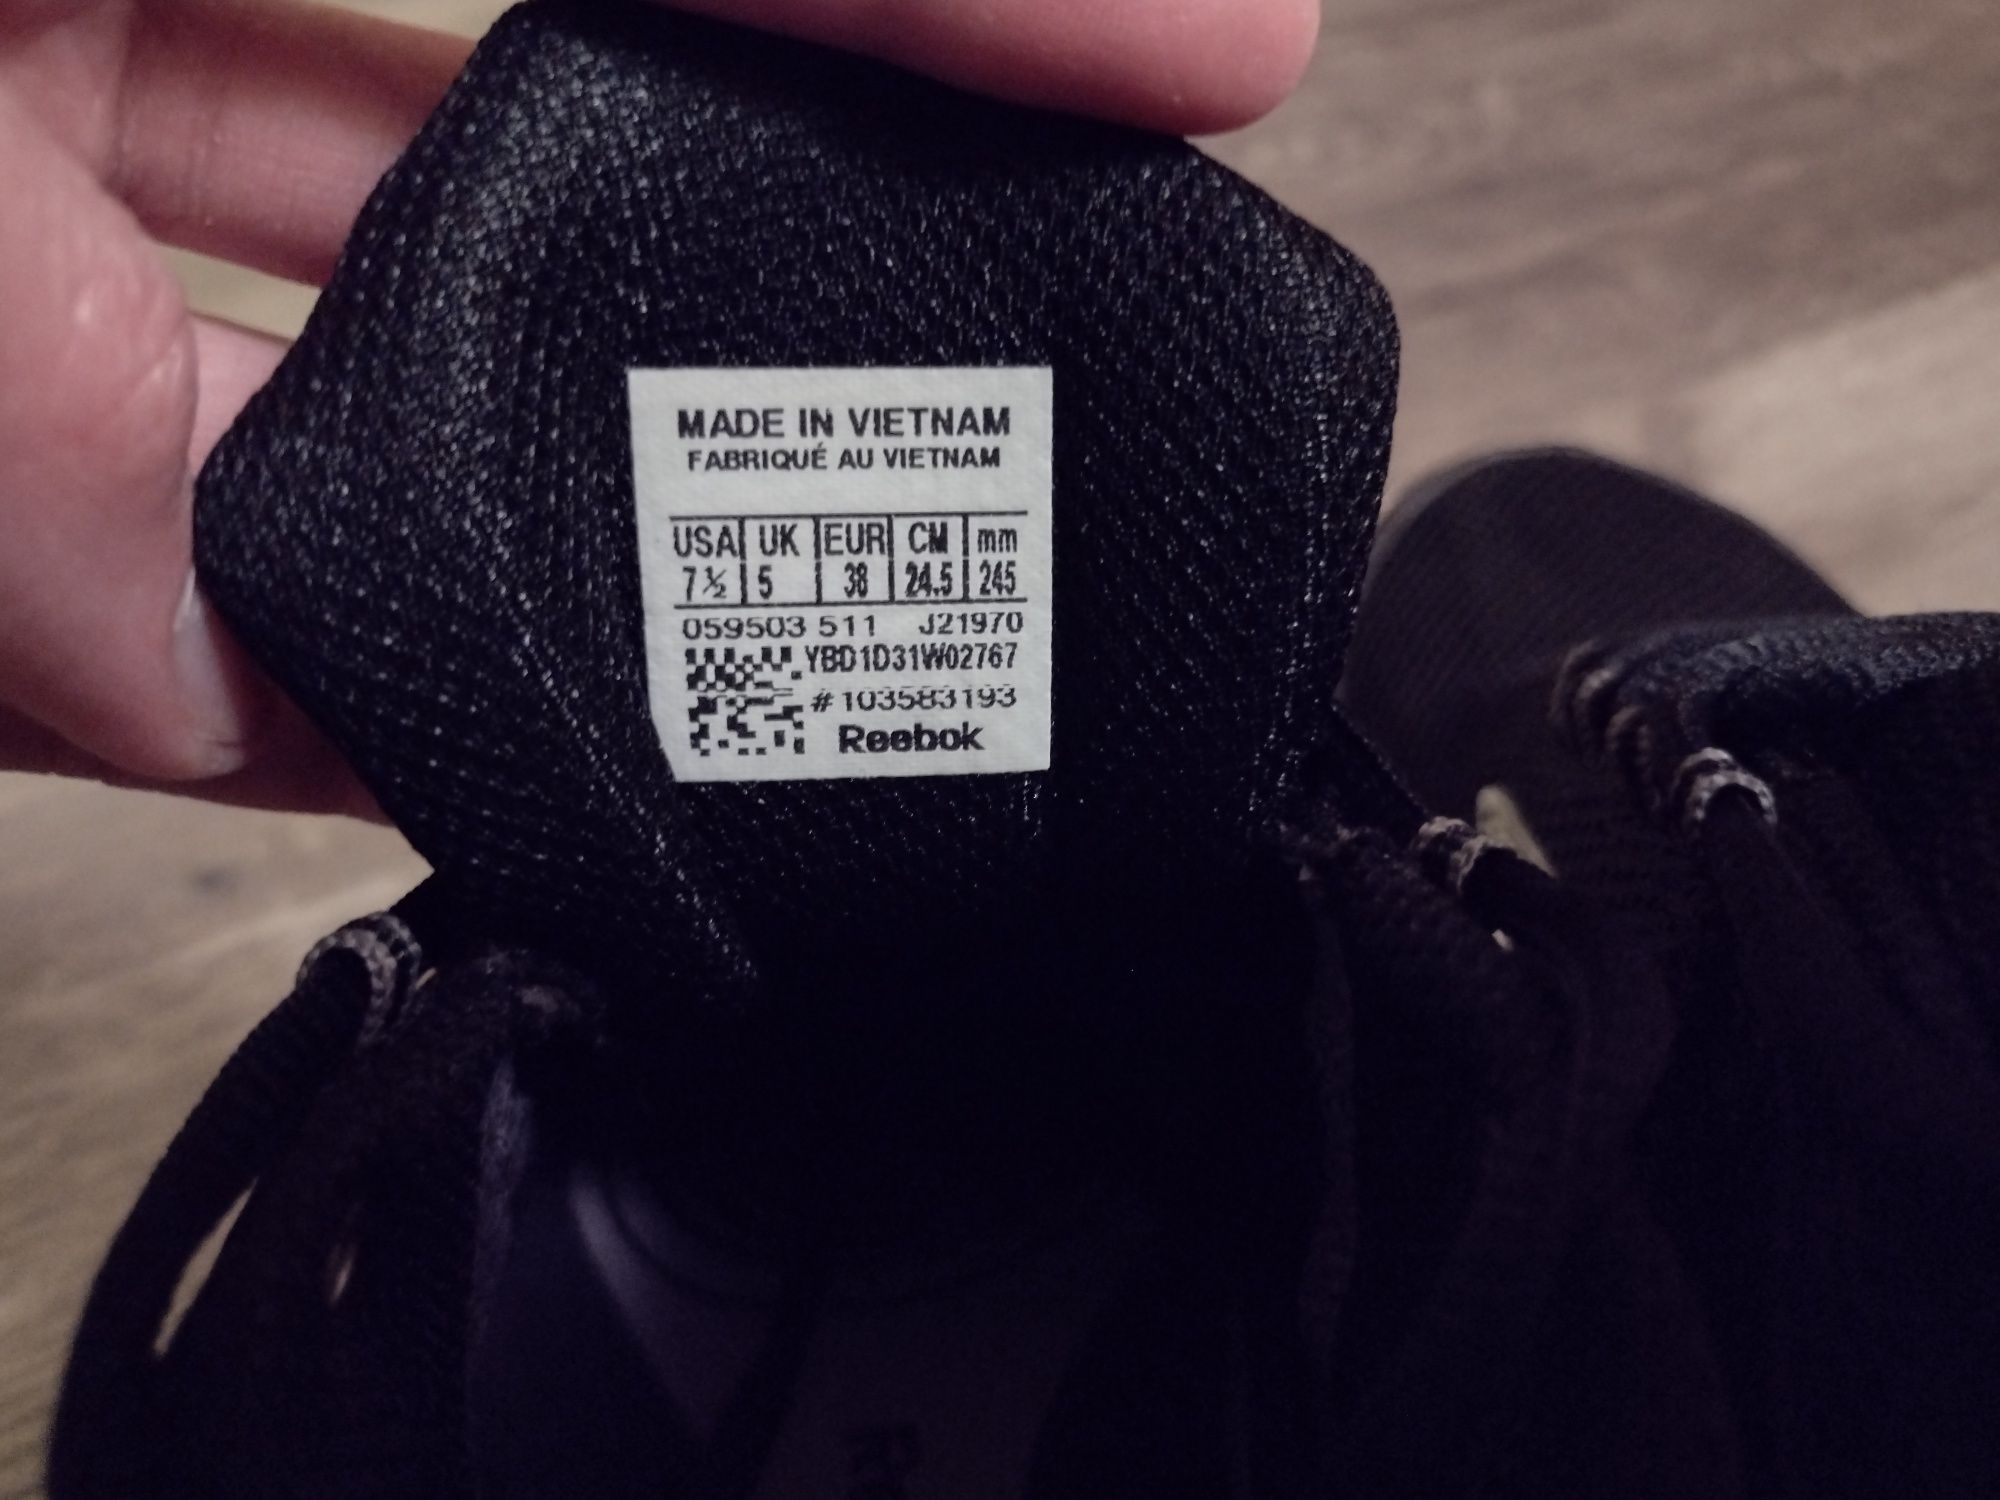 MADE IN VIETNAM
FABRIQUÉ AU VIETNAM
USA UK EUR CM mm
7½ 5 38 24.5 245
059503 511 J21970
YBD1D31W02767
#103583193
Reebok